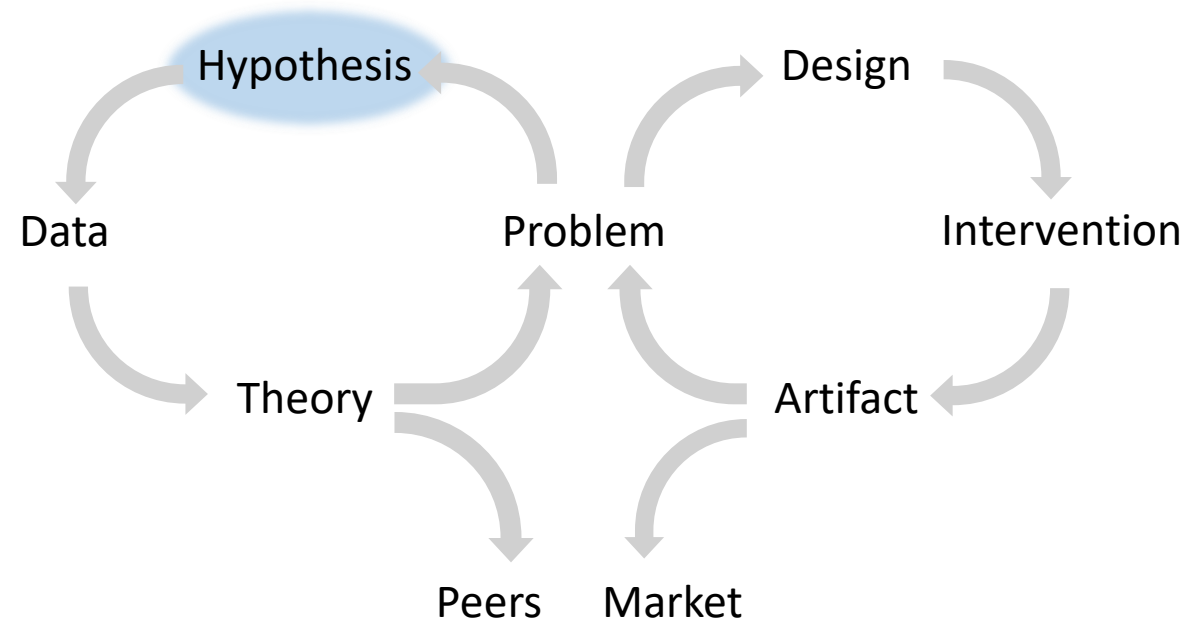 Hypothesis
Design
Data
Problem
Intervention
Theory
Artifact
Peers
Market